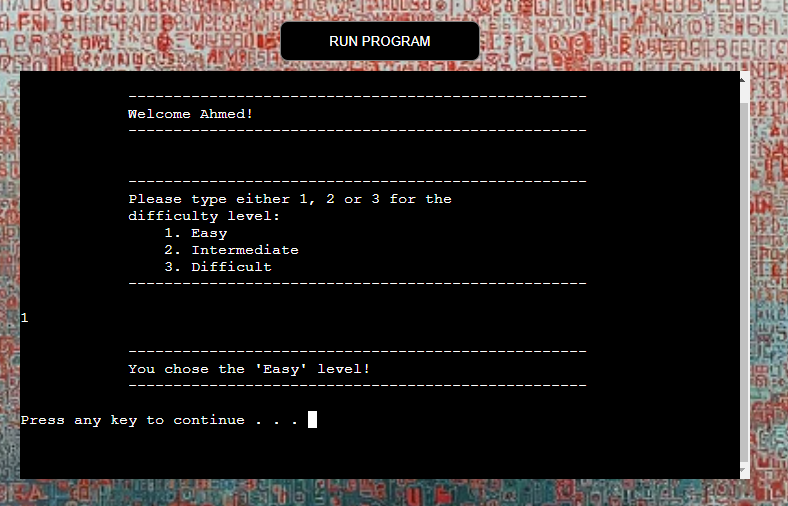 RUN PROGRAM
---------------------------------------------------
Welcome Ahmed!
---------------------------------------------------
---------------------------------------------------
Please type either 1, 2 or 3 for the
difficulty level:
1. Easy
2. Intermediate
3. Difficult
---------------------------------------------------
1
---------------------------------------------------
You chose the 'Easy' level!
---------------------------------------------------
Press any key to continue . . .